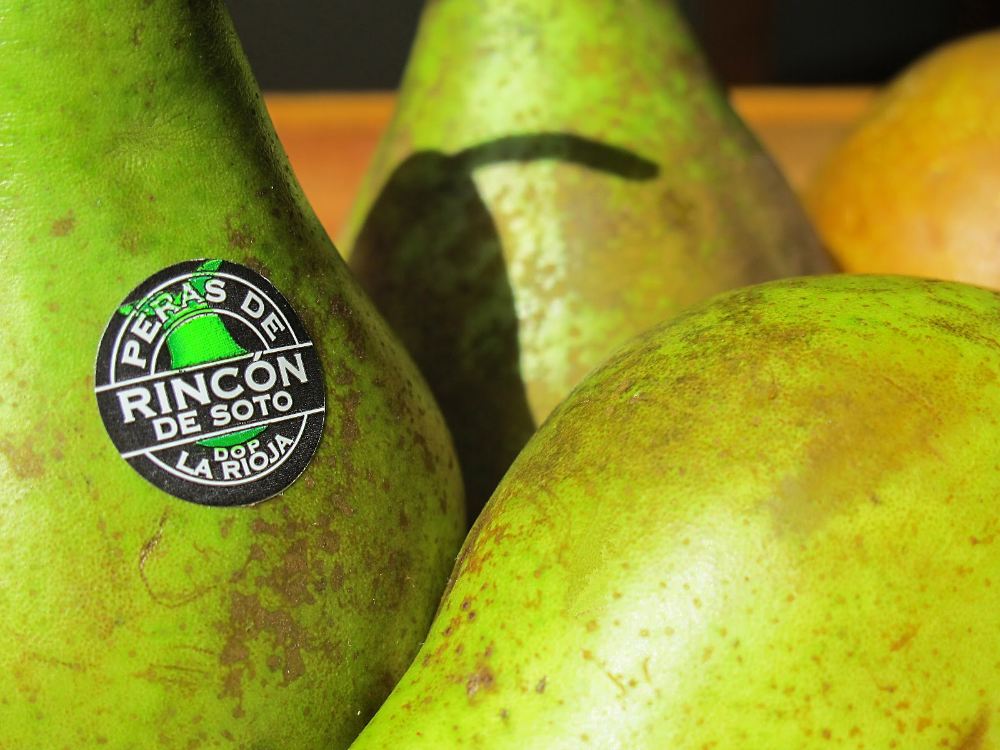 PERAS DE
RINCÓN
DE SOTO
DOP
LA RIOJA